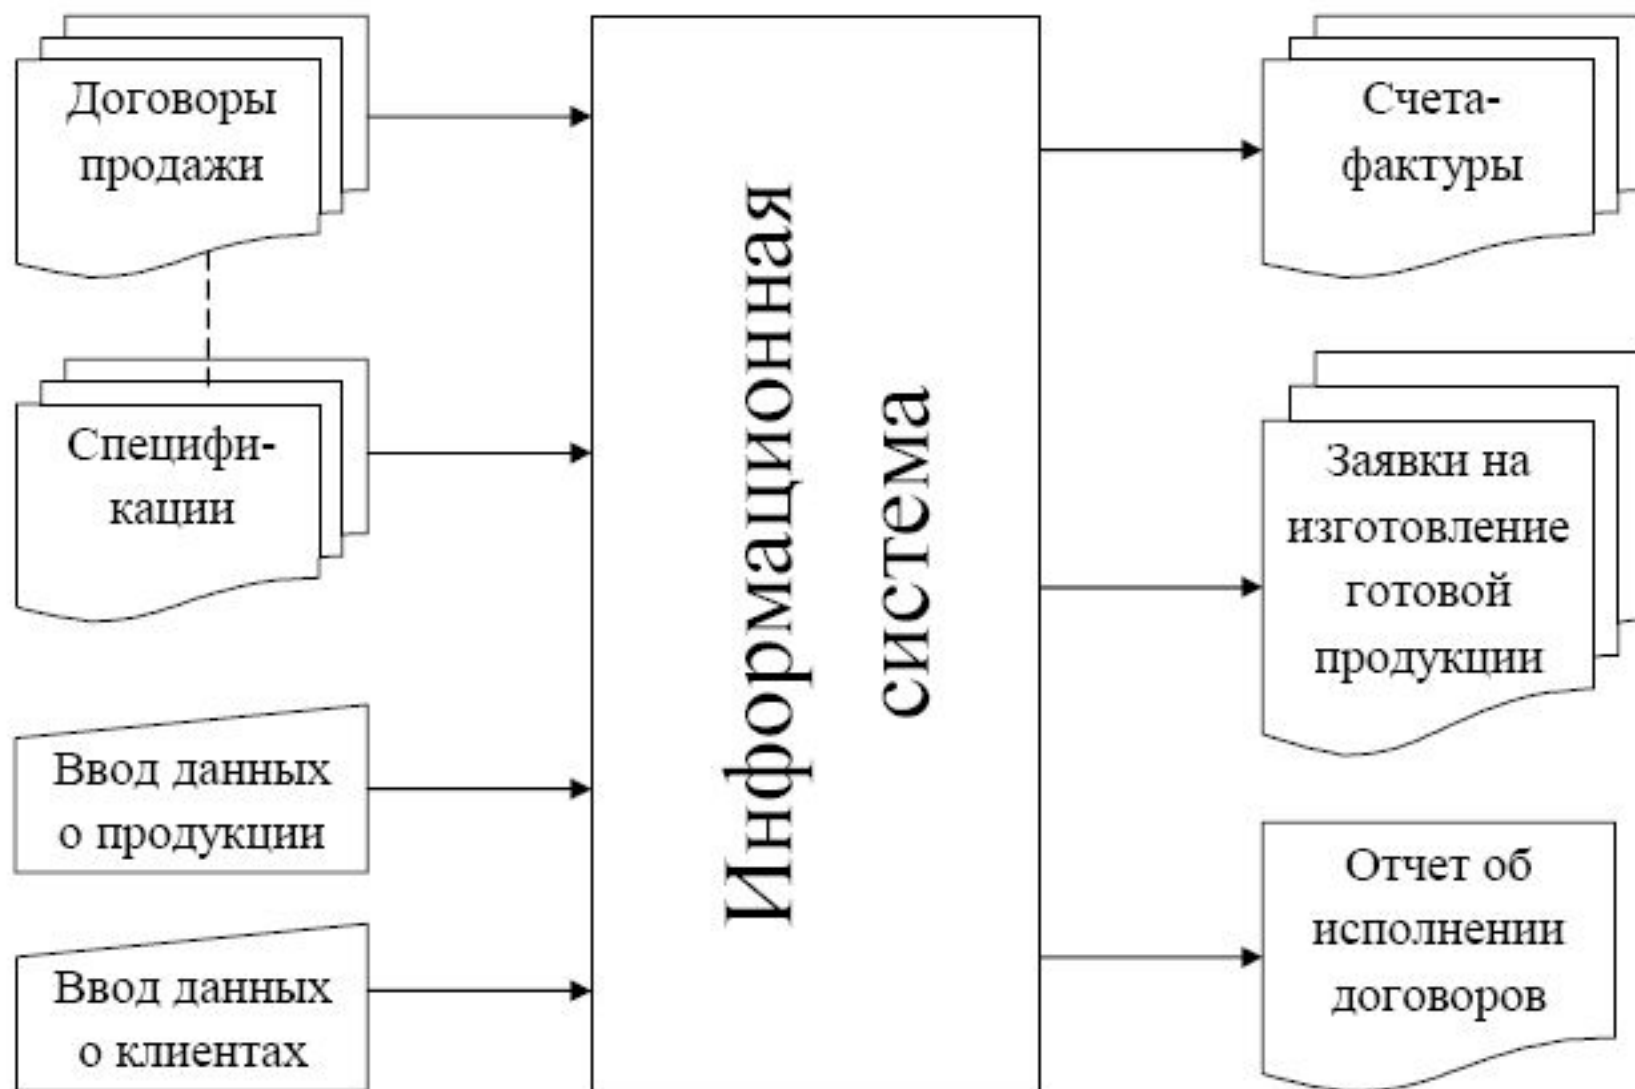 Договоры
продажи
Специфи-
кации
Ввод данных
о продукции
Ввод данных
о клиентах
Информационная
система
Счета-
фактуры
Заявки на
изготовление
готовой
продукции
Отчет об
исполнении
договоров